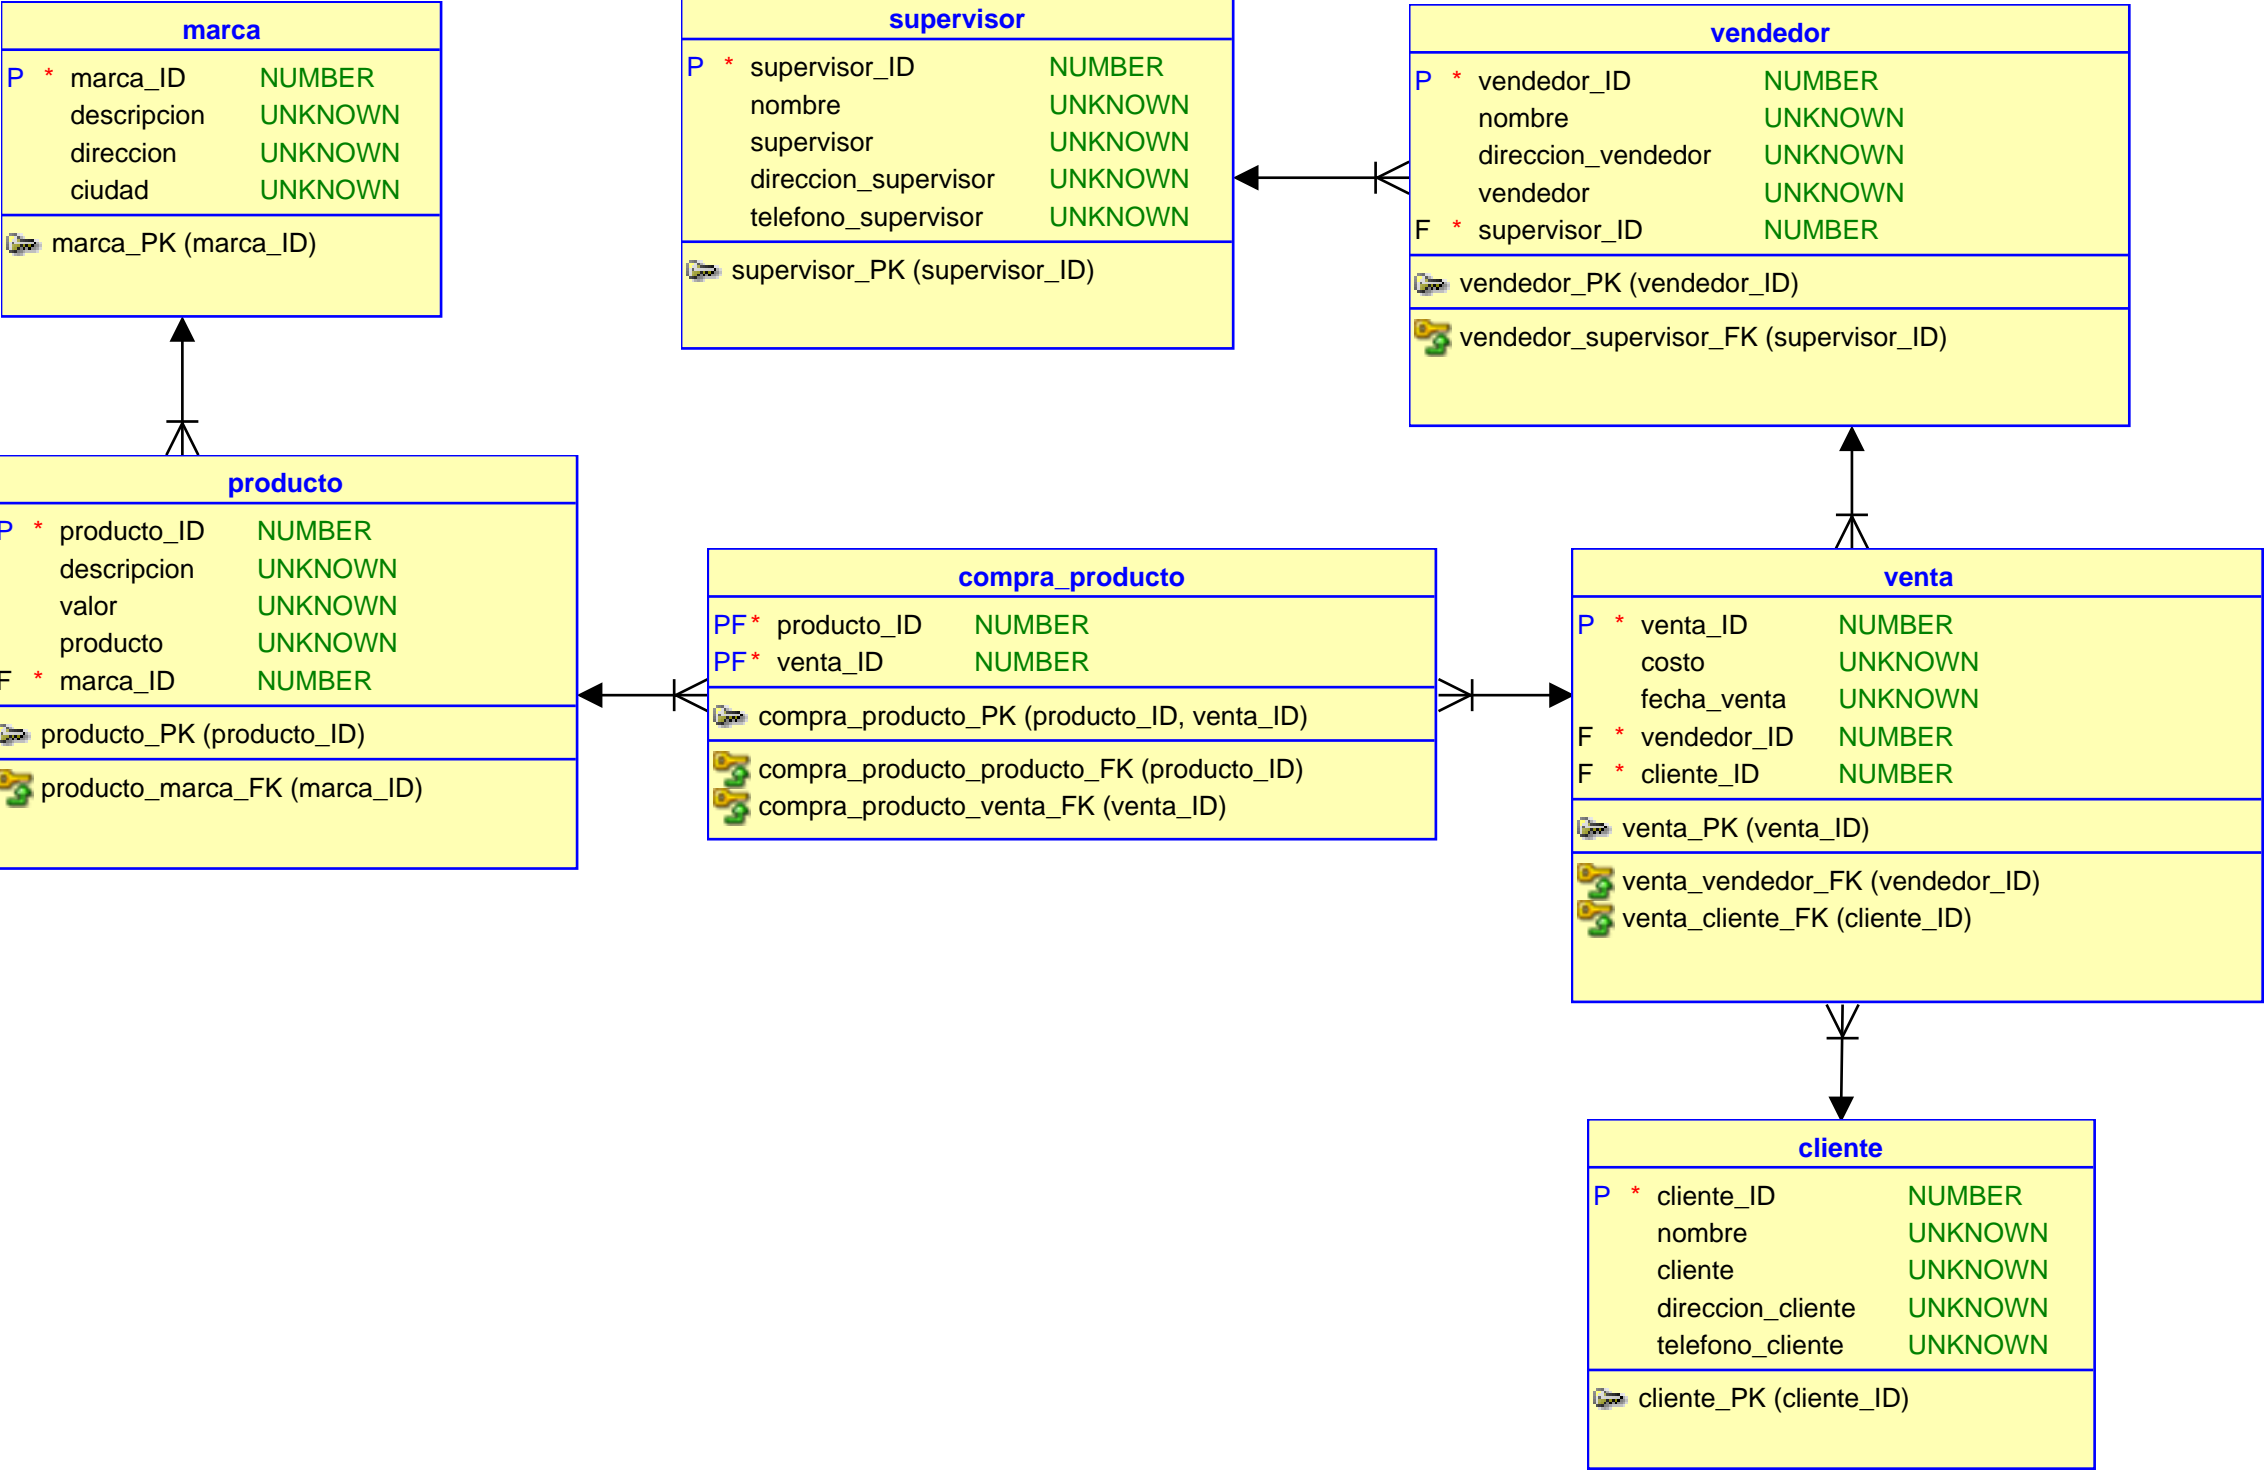 marca
P * marca_ID NUMBER
descripcion UNKNOWN
direccion UNKNOWN
ciudad UNKNOWN
marca_PK (marca_ID)
supervisor
P * supervisor_ID NUMBER
nombre UNKNOWN
supervisor UNKNOWN
direccion_supervisor UNKNOWN
telefono_supervisor UNKNOWN
supervisor_PK (supervisor_ID)
vendedor
P * vendedor_ID NUMBER
nombre UNKNOWN
direccion_vendedor UNKNOWN
vendedor UNKNOWN
F * supervisor_ID NUMBER
vendedor_PK (vendedor_ID)
vendedor_supervisor_FK (supervisor_ID)
producto
P * producto_ID NUMBER
descripcion UNKNOWN
valor UNKNOWN
producto UNKNOWN
F * marca_ID NUMBER
producto_PK (producto_ID)
producto_marca_FK (marca_ID)
compra_producto
PF* producto_ID NUMBER
PF* venta_ID NUMBER
compra_producto_PK (producto_ID, venta_ID)
compra_producto_producto_FK (producto_ID)
compra_producto_venta_FK (venta_ID)
venta
P * venta_ID NUMBER
costo UNKNOWN
fecha_venta UNKNOWN
F * vendedor_ID NUMBER
F * cliente_ID NUMBER
venta_PK (venta_ID)
venta_vendedor_FK (vendedor_ID)
venta_cliente_FK (cliente_ID)
cliente
P * cliente_ID NUMBER
nombre UNKNOWN
cliente UNKNOWN
direccion_cliente UNKNOWN
telefono_cliente UNKNOWN
cliente_PK (cliente_ID)